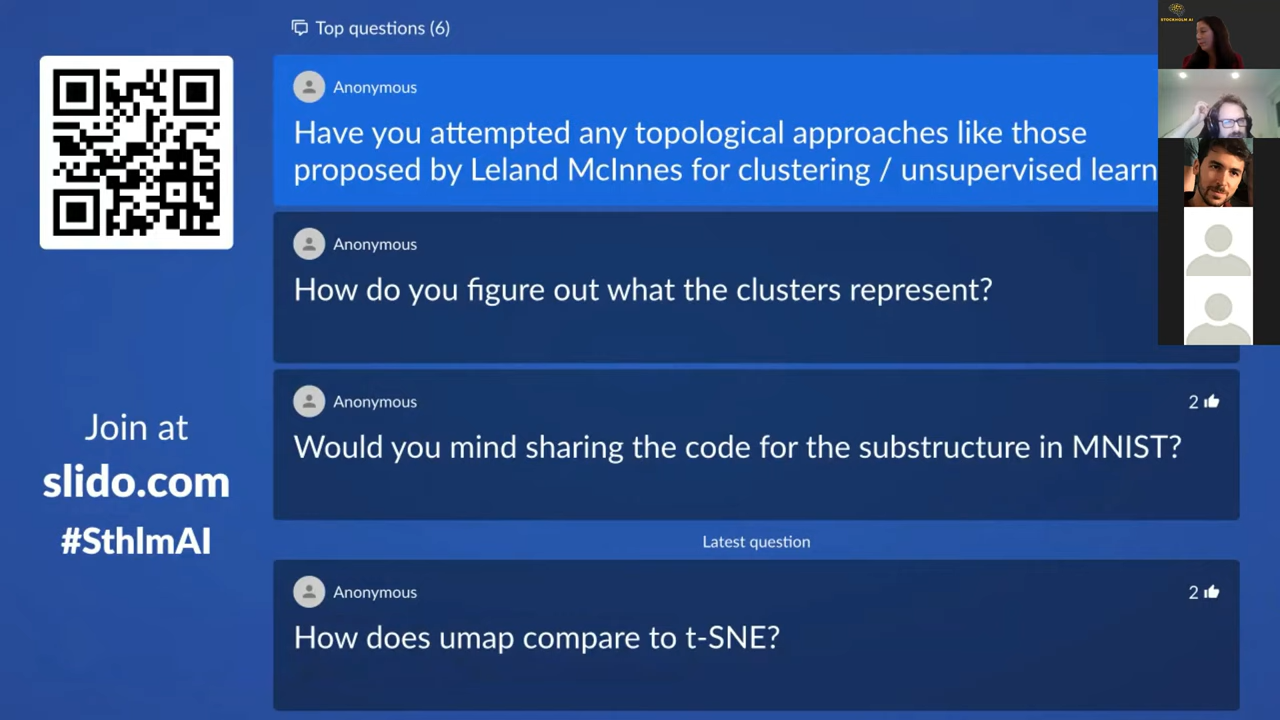 Top questions (6)
Anonymous
Have you attempted any topological approaches like those
proposed by Leland McInnes for clustering / unsupervised learn
Anonymous
How do you figure out what the clusters represent?
Anonymous
2
Would you mind sharing the code for the substructure in MNIST?
Latest question
Anonymous
2
How does umap compare to t-SNE?
Join at
slido.com
#SthlmAI
STOCKHOLM AI